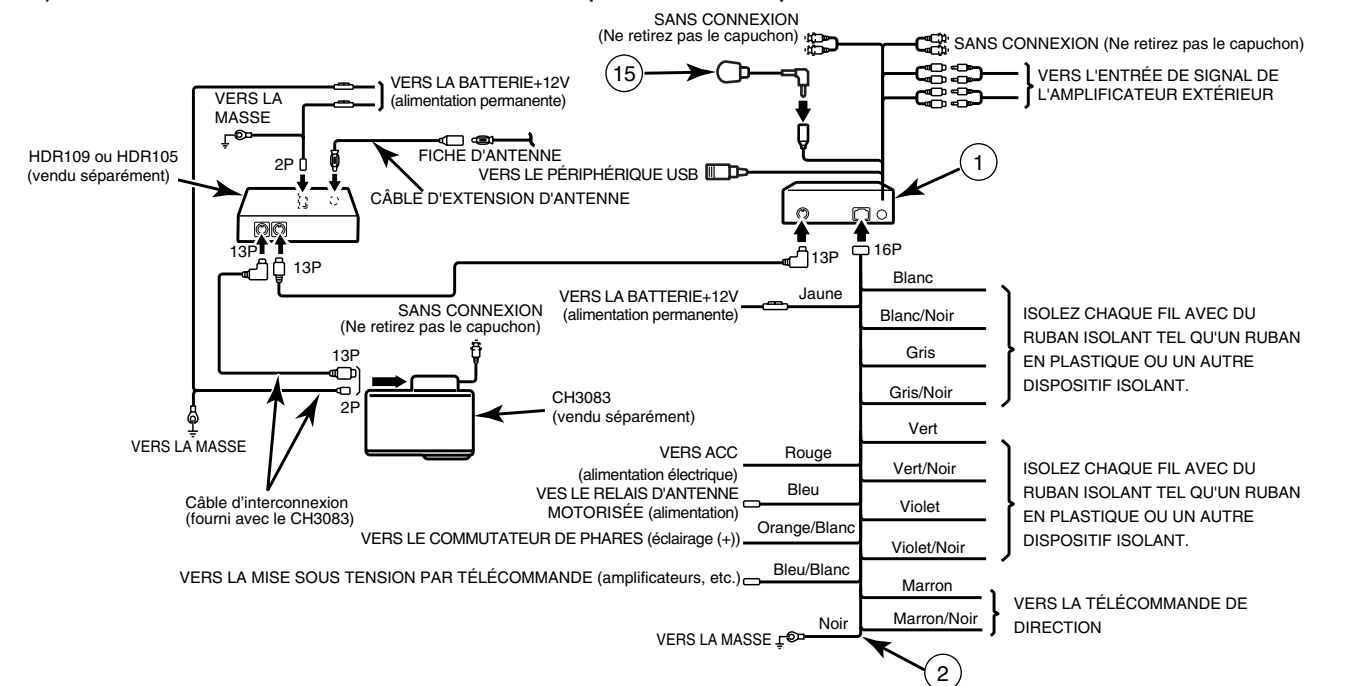 SANS CONNEXION
(Ne retirez pas le capuchon)
SANS CONNEXION (Ne retirez pas le capuchon)
15
VERS L'ENTRÉE DE SIGNAL DE
L'AMPLIFICATEUR EXTÉRIEUR
VERS LA BATTERIE+12V
(alimentation permanente)
VERS LA
MASSE
HDR109 ou HDR105
(vendu séparément)
2P
FICHE D'ANTENNE
VERS LE PÉRIPHÉRIQUE USB
1
CÂBLE D'EXTENSION D'ANTENNE
13P
13P
13P
16P
VERS LA BATTERIE+12V
(alimentation permanente)
Jaune
SANS CONNEXION
(Ne retirez pas le capuchon)
13P
2P
CH3083
(vendu séparément)
VERS LA MASSE
Câble d'interconnexion
(fourni avec le CH3083)
Blanc
Blanc/Noir
Gris
Gris/Noir
ISOLEZ CHAQUE FIL AVEC DU
RUBAN ISOLANT TEL QU'UN RUBAN
EN PLASTIQUE OU UN AUTRE
DISPOSITIF ISOLANT.
Vert
Vert/Noir
Violet
Violet/Noir
ISOLEZ CHAQUE FIL AVEC DU
RUBAN ISOLANT TEL QU'UN RUBAN
EN PLASTIQUE OU UN AUTRE
DISPOSITIF ISOLANT.
VERS ACC
(alimentation électrique)
Rouge
VES LE RELAIS D'ANTENNE
MOTORISÉE (alimentation)
Bleu
VERS LE COMMUTATEUR DE PHARES (éclairage (+))
Orange/Blanc
VERS LA MISE SOUS TENSION PAR TÉLÉCOMMANDE (amplificateurs, etc.)
Bleu/Blanc
Marron
Marron/Noir
VERS LA TÉLÉCOMMANDE DE
DIRECTION
Noir
VERS LA MASSE
2